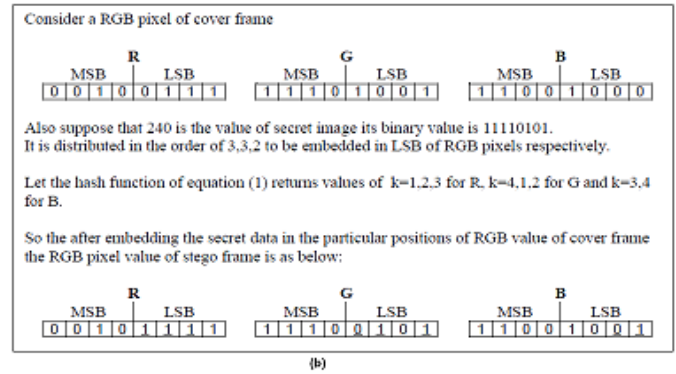 Consider a RGB pixel of cover frame
R G B
MSB LSB MSB LSB MSB LSB
0 0 1 0 0 1 1 1 1 1 1 0 1 0 0 1 1 1 0 0 1 0 0 0
Also suppose that 240 is the value of secret image its binary value is 11110101.
It is distributed in the order of 3,3,2 to be embedded in LSB of RGB pixels respectively.
Let the hash function of equation (1) returns values of k=1,2,3 for R, k=4,1,2 for G and k=3,4
for B.
So the after embedding the secret data in the particular positions of RGB value of cover frame
the RGB pixel value of stego frame is as below:
R G B
MSB LSB MSB LSB MSB LSB
0 0 1 0 1 1 1 1 1 1 1 0 0 1 0 1 1 1 0 0 1 0 0 1
(b)